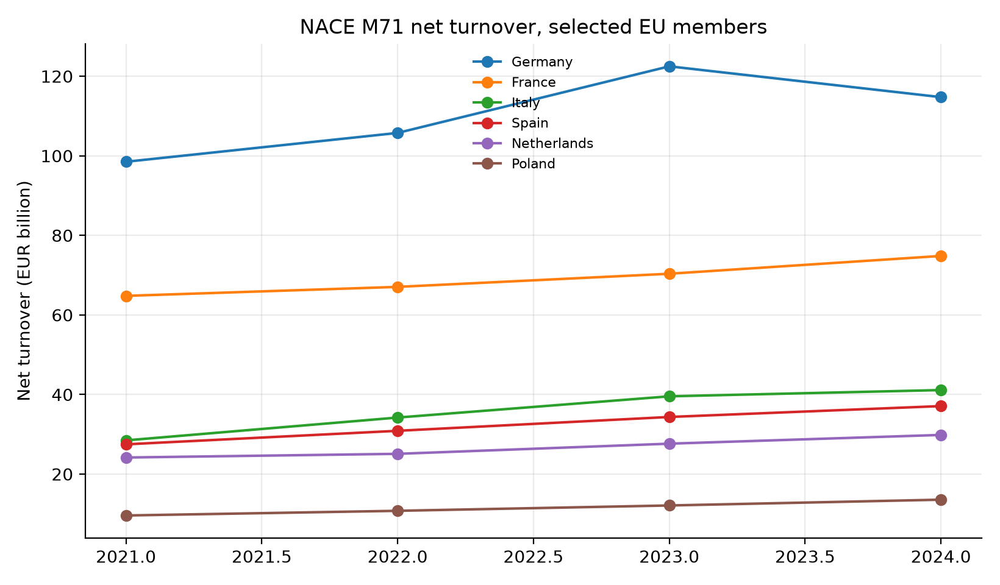 NACE M71 net turnover, selected EU members
Germany
France
Italy
Spain
Netherlands
Poland
Net turnover (EUR billion)
120
100
80
60
40
20
2021.0 2021.5 2022.0 2022.5 2023.0 2023.5 2024.0